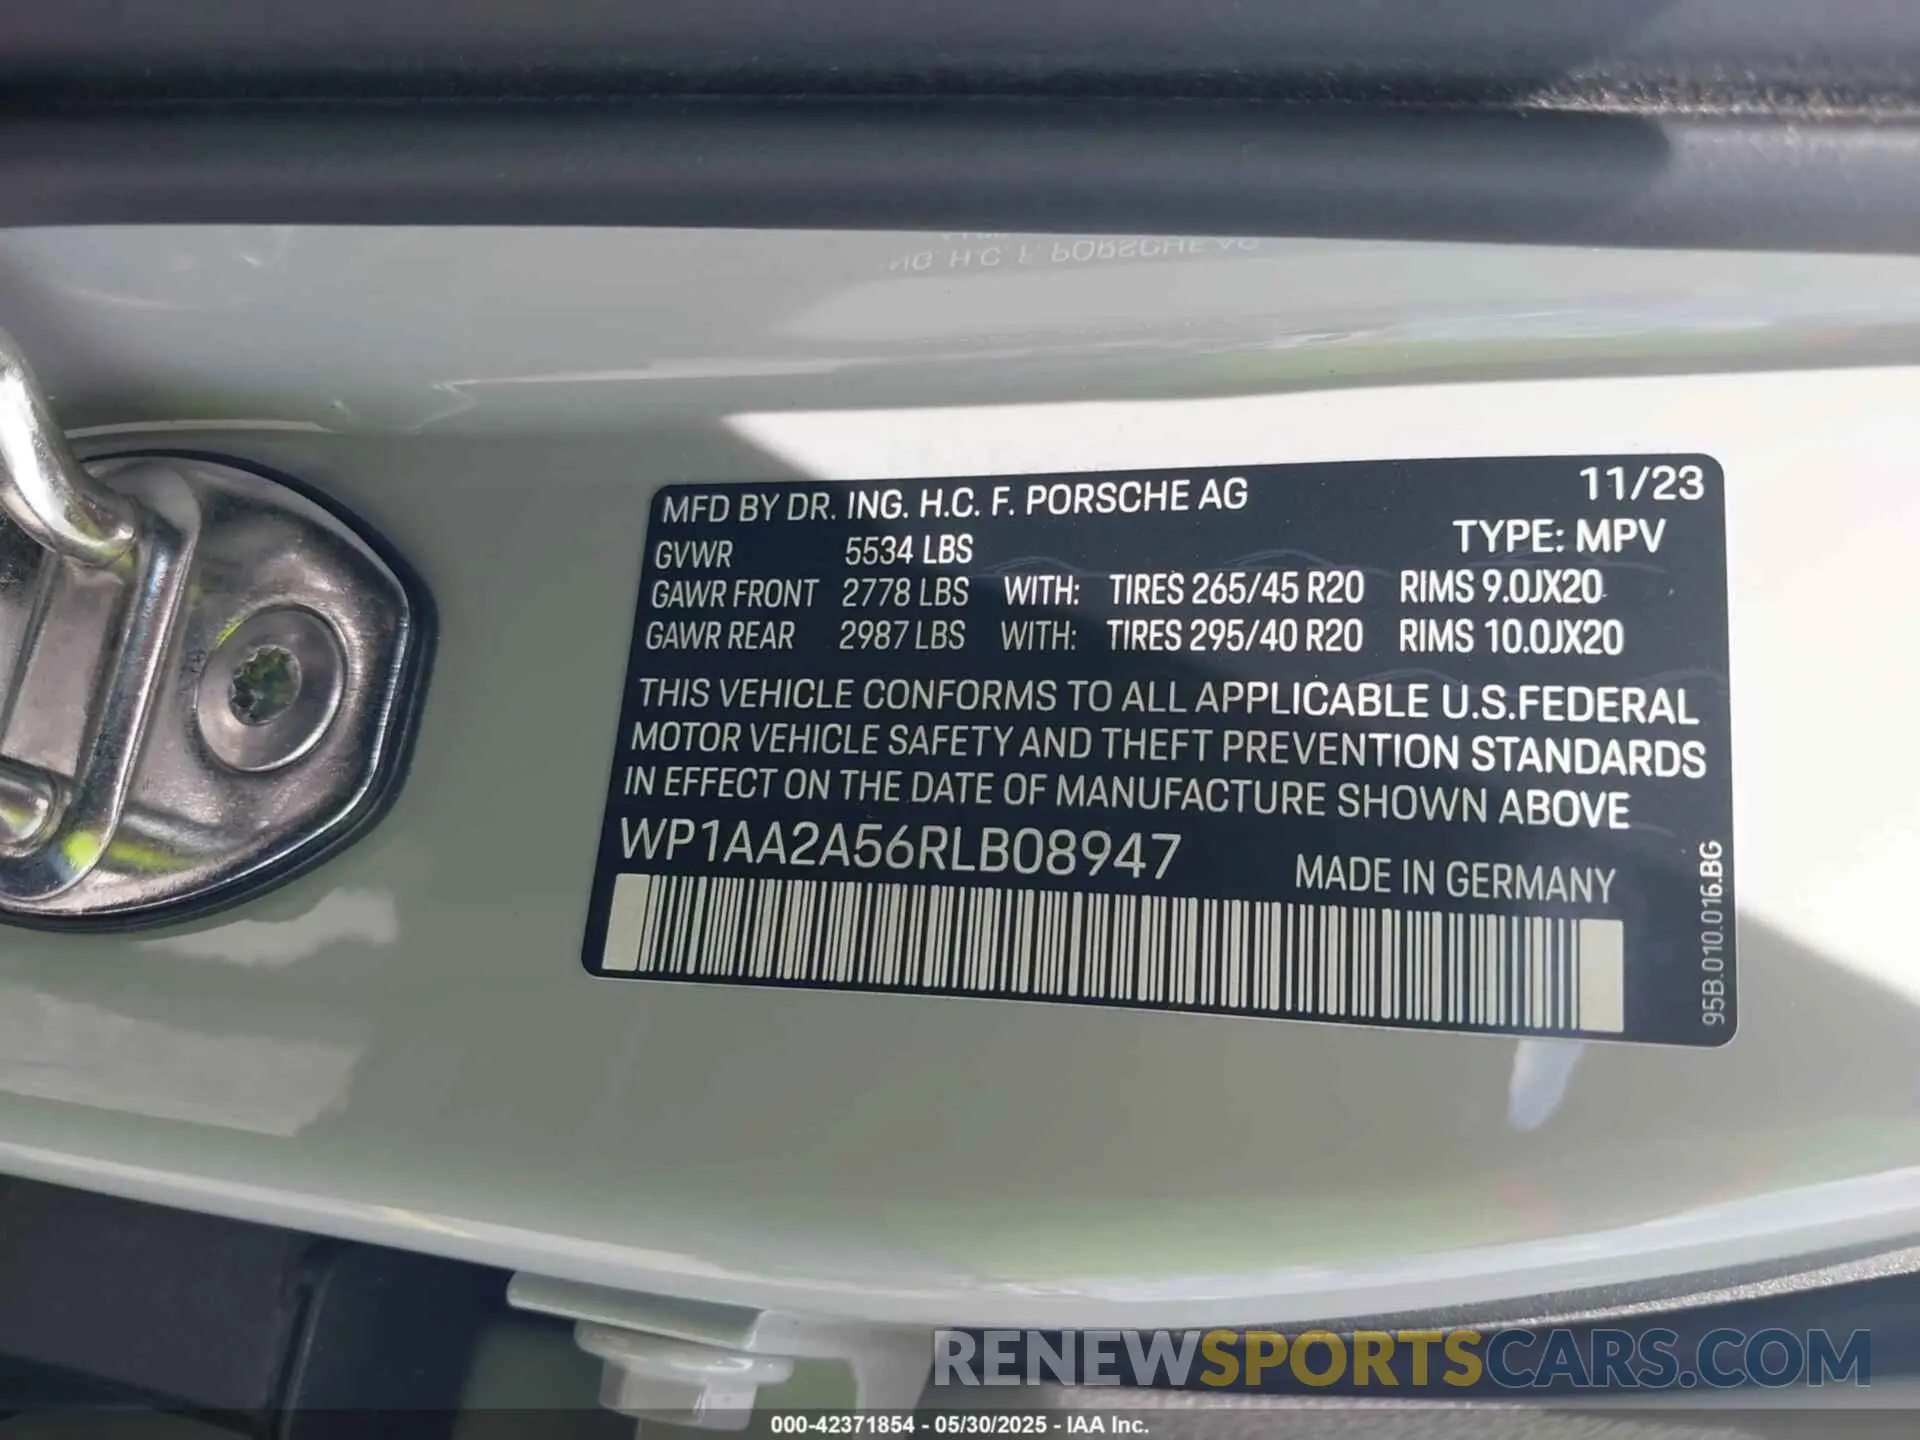 MFD BY DR. ING. H.C. F. PORSCHE AG 11/23
TYPE: MPV
GVWR 5534 LBS
GAWR FRONT 2778 LBS WITH: TIRES 265/45 R20 RIMS 9.0JX20
GAWR REAR 2987 LBS WITH: TIRES 295/40 R20 RIMS 10.0JX20
THIS VEHICLE CONFORMS TO ALL APPLICABLE U.S.FEDERAL
MOTOR VEHICLE SAFETY AND THEFT PREVENTION STANDARDS
IN EFFECT ON THE DATE OF MANUFACTURE SHOWN ABOVE
WP1AA2A56RLB08947
MADE IN GERMANY
95B.010.016.BG
RENEWSPORTSCARS.COM
000-42371854 - 05/30/2025 - IAA Inc.